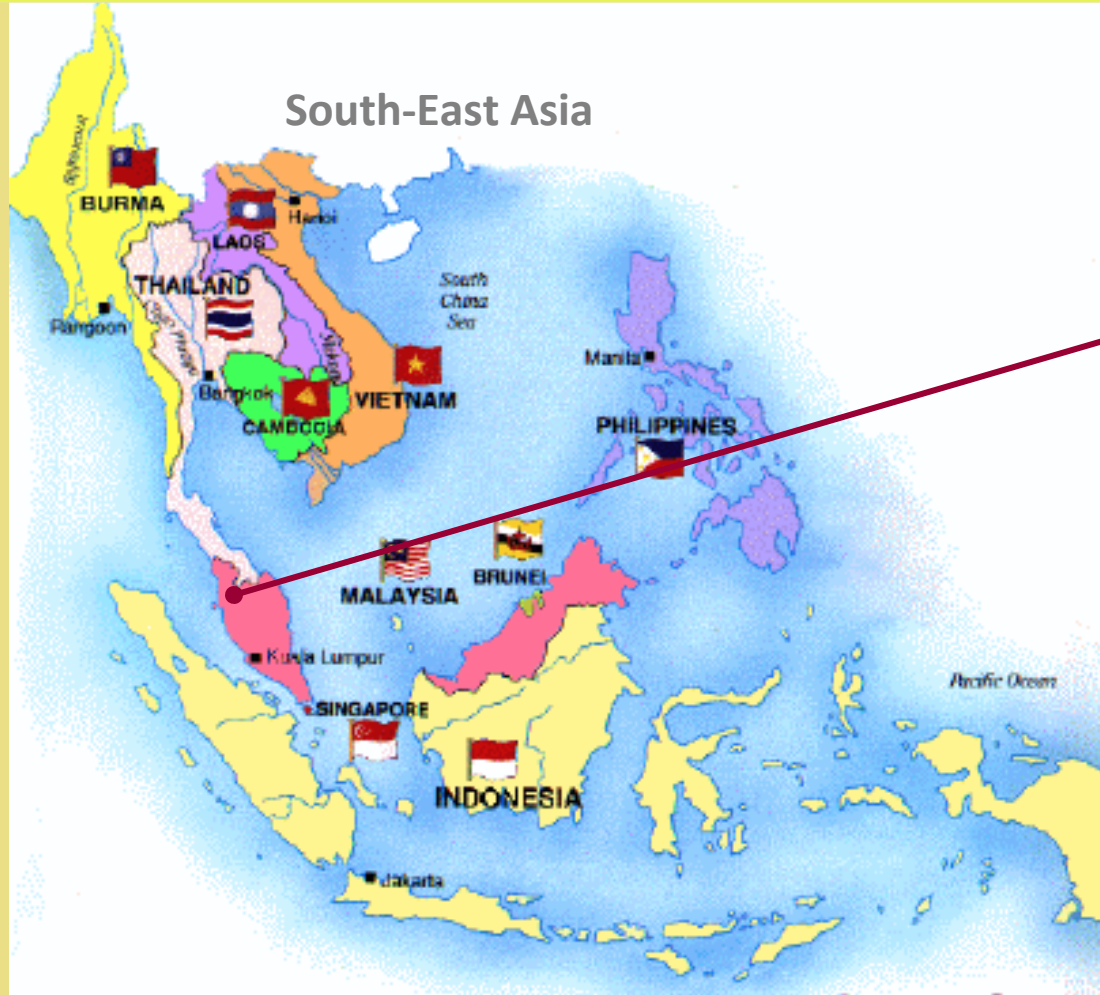 South-East Asia
Irrawaddy
BURMA
Hanoi
LAOS
THAILAND
South
China
Sea
Rangoon
Manila
Bangkok
VIETNAM
CAMBODIA
PHILIPPINES
BRUNEI
MALAYSIA
Kuala Lumpur
Pacific Ocean
SINGAPORE
INDONESIA
Jakarta